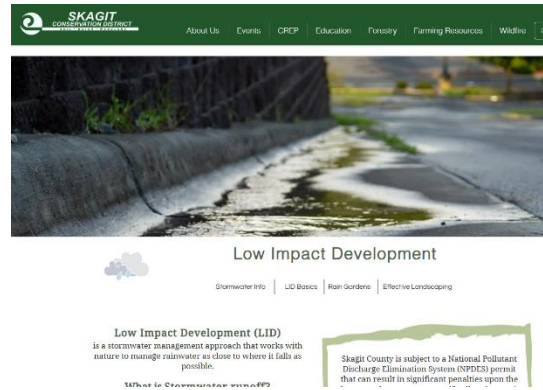 SKAGIT
CONSERVATION DISTRICT
About Us Events CREP Education Forestry Farming Resources Wildfire
Low Impact Development
Stormwater Info LID Basics Rain Gardens Effective Landscaping
Low Impact Development (LID)
is a stormwater management approach that works with
nature to manage rainwater as close to where it falls as
possible.
What is Stormwater runoff?
Skagit County is subject to a National Pollutant
Discharge Elimination System (NPDES) permit
that can result in significant penalties upon the